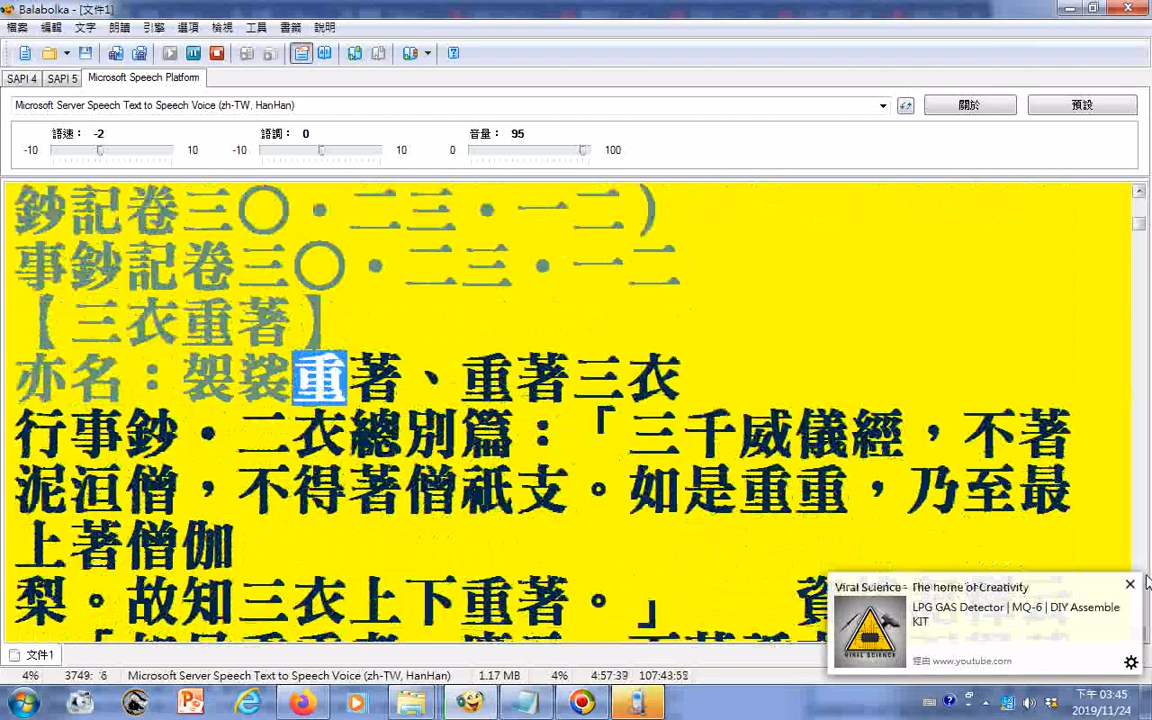 Balabolka - [文件1]
檔案 編輯 文字 朗讀 引擎 選項 檢視 工具 書籤 說明
SAPI 4 SAPI 5 Microsoft Speech Platform
Microsoft Server Speech Text to Speech Voice (zh-TW, HanHan) 關於 預設
語速： -2 語調： 0 音量： 95
-10 10 -10 10 0 100
鈔記卷三〇．二三．一二）
事鈔記卷三〇．二三．一二
【三衣重著】
亦名：袈裟重著、重著三衣
行事鈔．二衣總別篇：「三千威儀經，不著
泥洹僧，不得著僧祇支。如是重重，乃至最
上著僧伽
梨。故知三衣上下重著。」 資
Viral Science - The home of Creativity
LPG GAS Detector | MQ-6 | DIY Assemble
KIT
VIRAL SCIENCE
經由 www.youtube.com
文件1
4% Microsoft Server Speech Text to Speech Voice (zh-TW, HanHan) 1.17 MB 4% 4:57:39 107:43:53
下午 03:45
2019/11/24